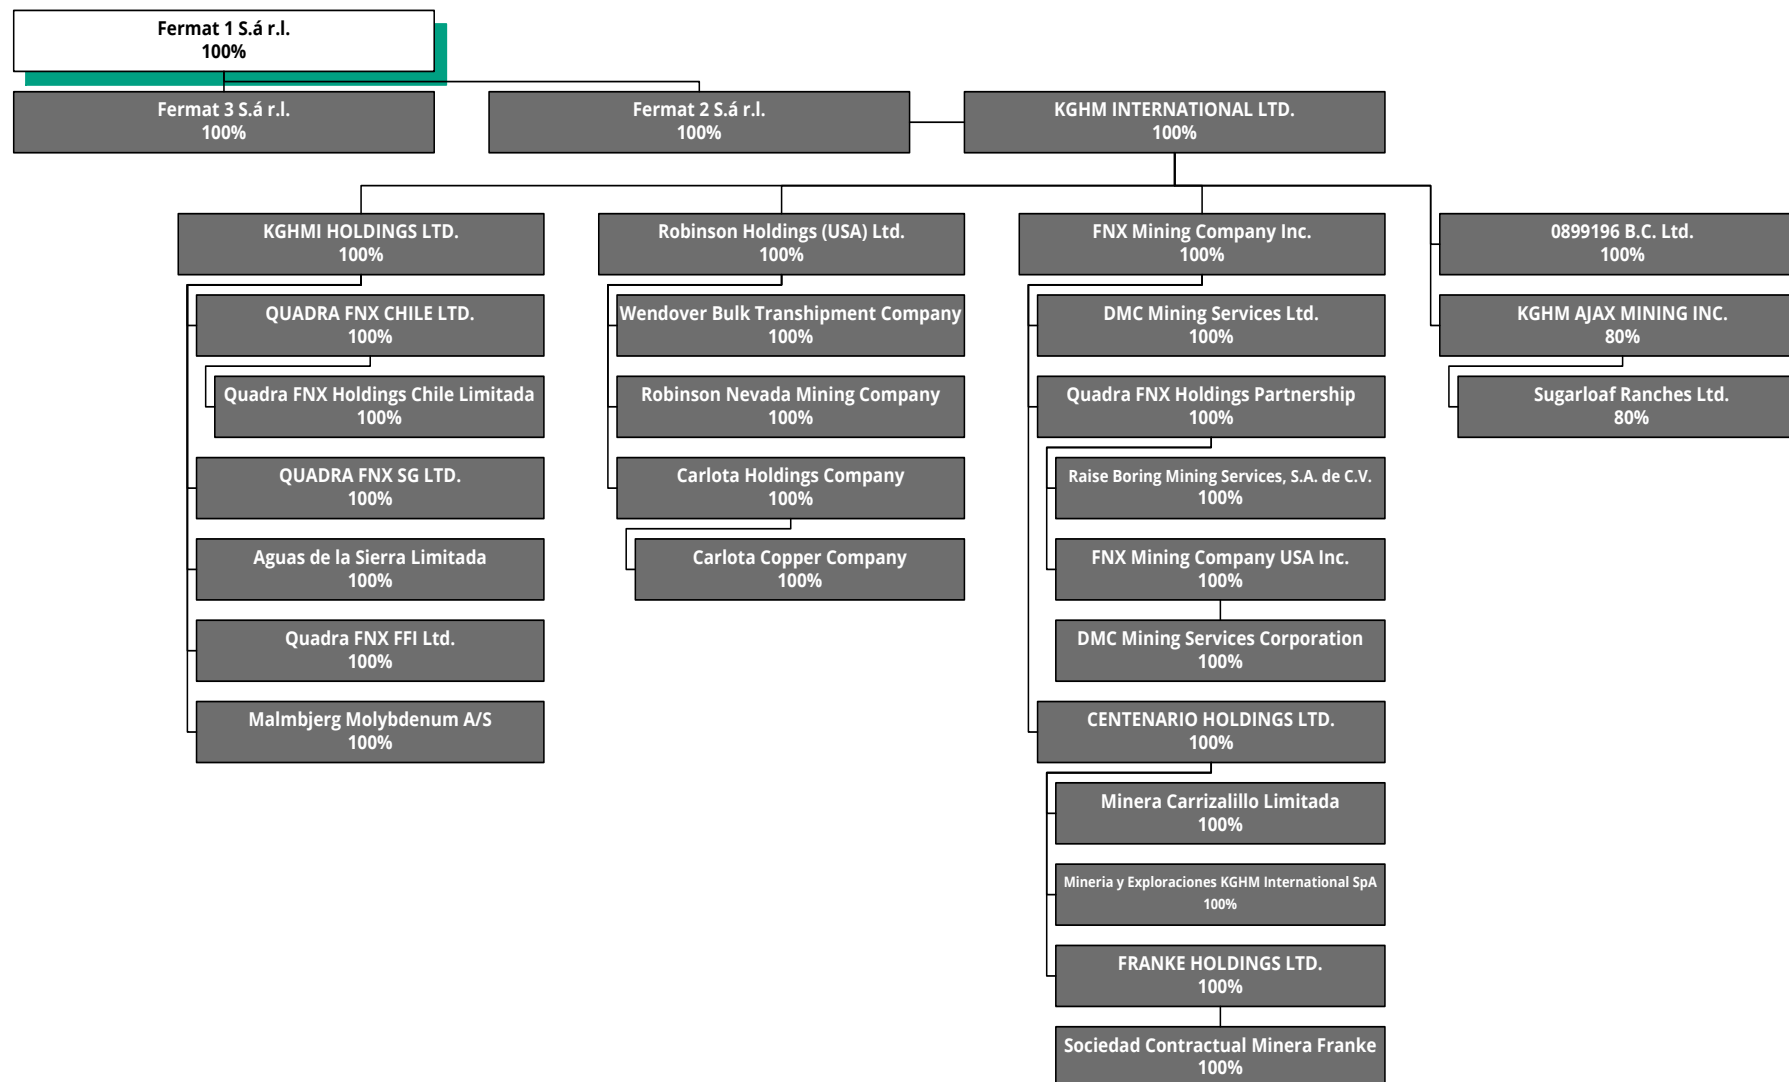 Fermat 1 S.á r.l.
100%
Fermat 3 S.á r.l.
100%
Fermat 2 S.á r.l.
100%
KGHM INTERNATIONAL LTD.
100%
KGHMI HOLDINGS LTD.
100%
QUADRA FNX CHILE LTD.
100%
Quadra FNX Holdings Chile Limitada
100%
QUADRA FNX SG LTD.
100%
Aguas de la Sierra Limitada
100%
Quadra FNX FFI Ltd.
100%
Malmbjerg Molybdenum A/S
100%
Robinson Holdings (USA) Ltd.
100%
Wendover Bulk Transhipment Company
100%
Robinson Nevada Mining Company
100%
Carlota Holdings Company
100%
Carlota Copper Company
100%
FNX Mining Company Inc.
100%
DMC Mining Services Ltd.
100%
Quadra FNX Holdings Partnership
100%
Raise Boring Mining Services, S.A. de C.V.
100%
FNX Mining Company USA Inc.
100%
DMC Mining Services Corporation
100%
CENTENARIO HOLDINGS LTD.
100%
Minera Carrizalillo Limitada
100%
Mineria y Exploraciones KGHM International SpA
100%
FRANKE HOLDINGS LTD.
100%
Sociedad Contractual Minera Franke
100%
0899196 B.C. Ltd.
100%
KGHM AJAX MINING INC.
80%
Sugarloaf Ranches Ltd.
80%